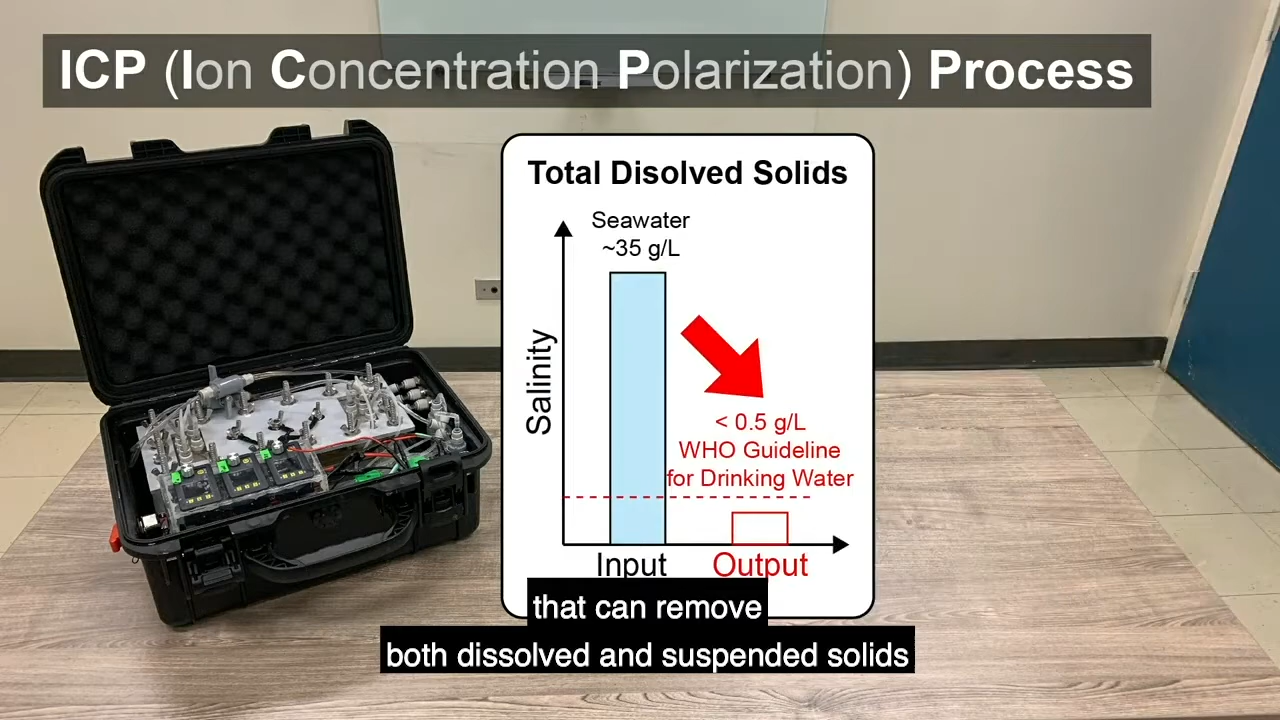 ICP (Ion Concentration Polarization) Process
Total Disolved Solids
Seawater
~35 g/L
Salinity
< 0.5 g/L
WHO Guideline
for Drinking Water
Input
Output
that can remove
both dissolved and suspended solids